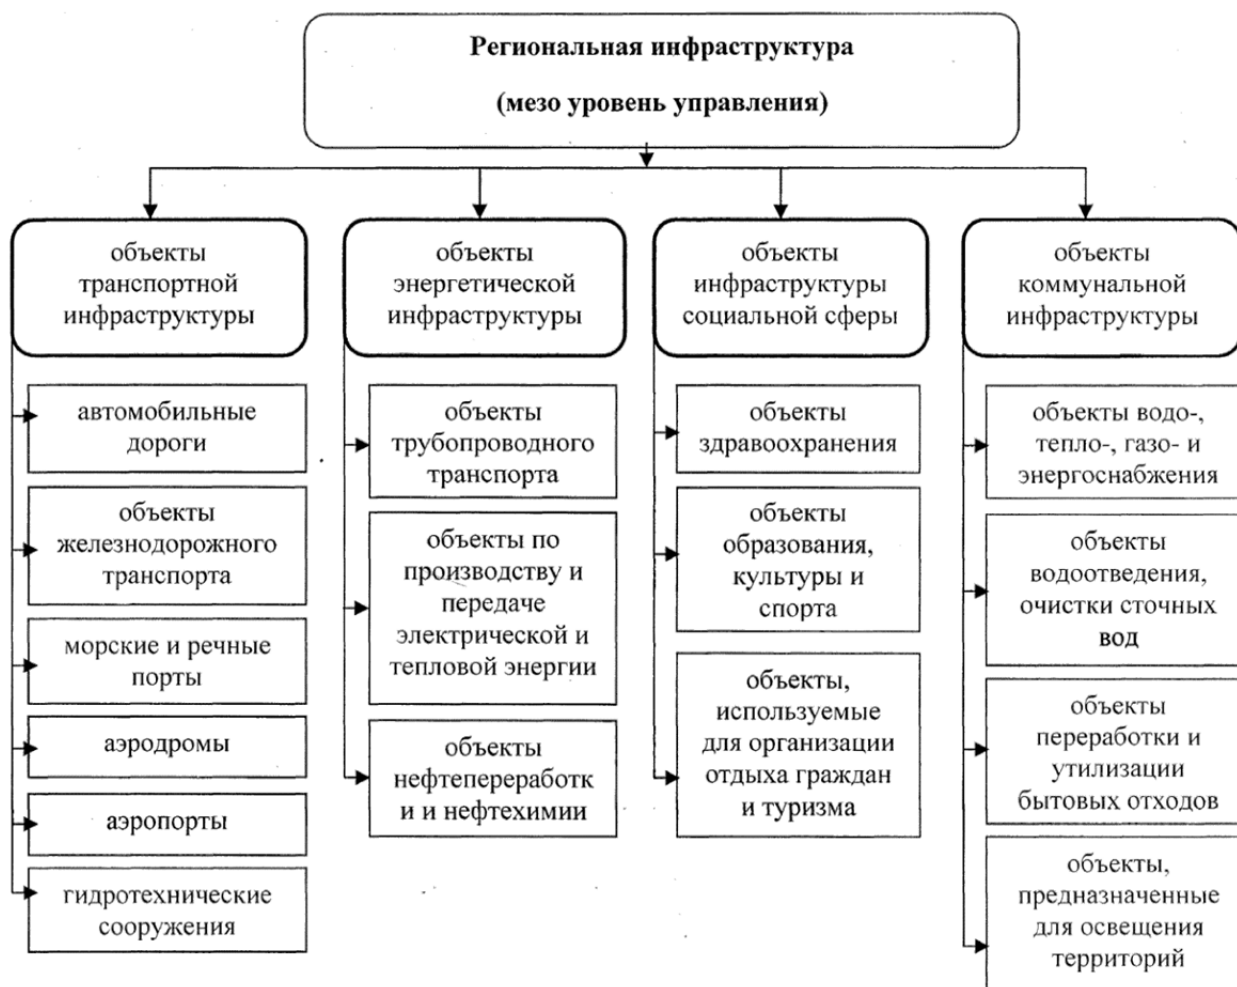 Региональная инфраструктура
(мезо уровень управления)
объекты
транспортной
инфраструктуры
автомобильные
дороги
объекты
железнодорожного
транспорта
морские и речные
порты
аэродромы
аэропорты
гидротехнические
сооружения
объекты
энергетической
инфраструктуры
объекты
трубопроводного
транспорта
объекты по
производству и
передаче
электрической и
тепловой энергии
объекты
нефтепереработк
и и нефтехимии
объекты
инфраструктуры
социальной сферы
объекты
здравоохранения
объекты
образования,
культуры и
спорта
объекты,
используемые
для организации
отдыха граждан
и туризма
объекты
коммунальной
инфраструктуры
объекты водо-,
тепло-, газо- и
энергоснабжения
объекты
водоотведения,
очистки сточных
вод
объекты
переработки и
утилизации
бытовых отходов
объекты,
предназначенные
для освещения
территорий